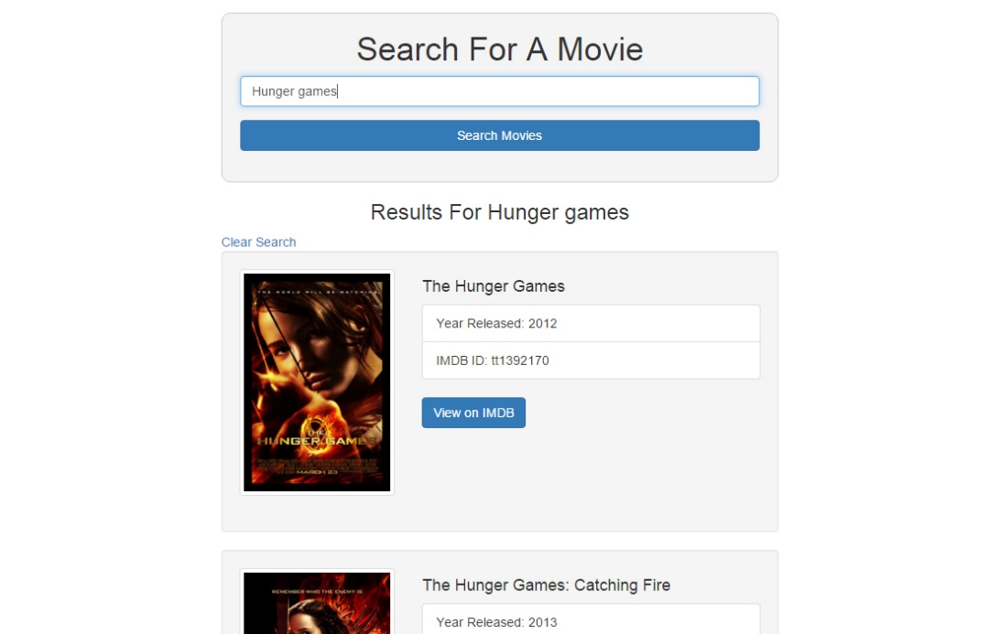 Search For A Movie
Hunger games
Search Movies
Results For Hunger games
Clear Search
THE WORLD WILL BE WATCHING
THE
HUNGER GAMES
MARCH 23
The Hunger Games
Year Released: 2012
IMDB ID: tt1392170
View on IMDB
REMEMBER WHO THE ENEMY IS
The Hunger Games: Catching Fire
Year Released: 2013